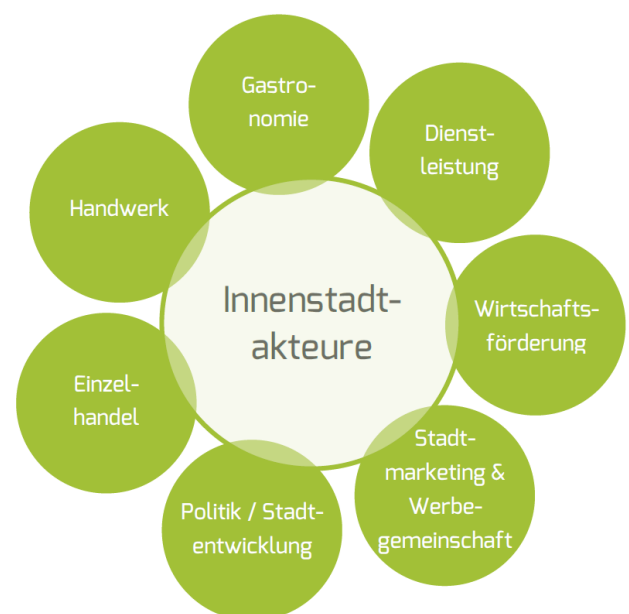 Gastro-
nomie
Dienst-
leistung
Handwerk
Innenstadt-
akteure
Wirtschafts-
förderung
Einzel-
handel
Stadt-
marketing &
Werbe-
gemeinschaft
Politik / Stadt-
entwicklung